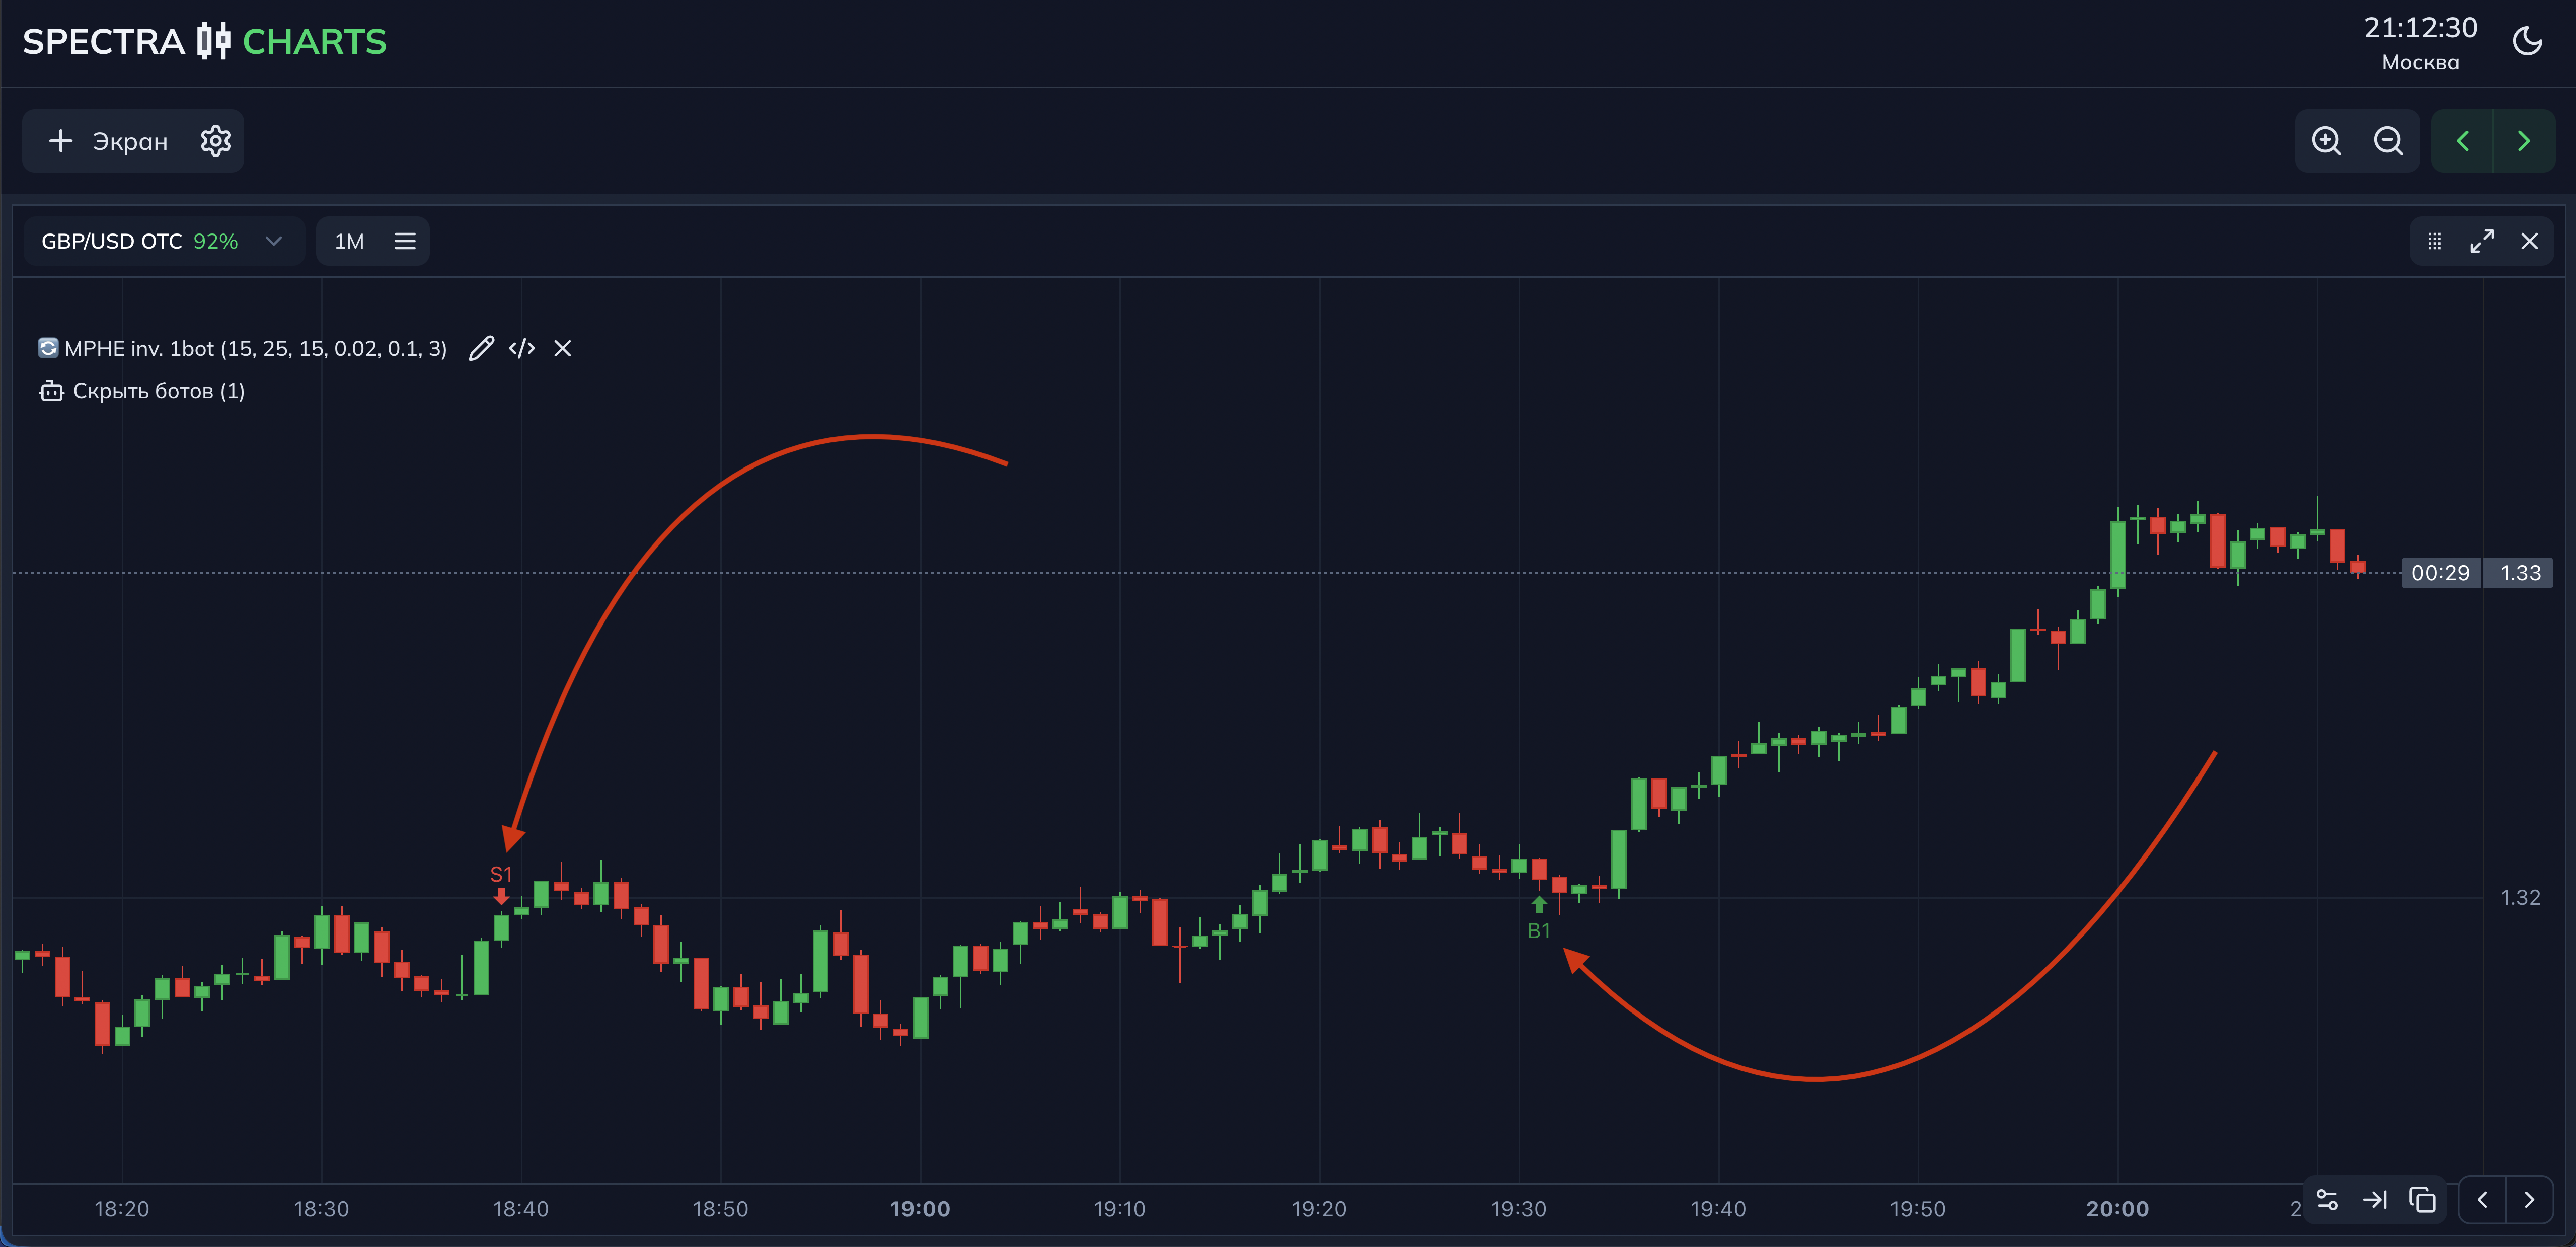 SPECTRA CHARTS
21:12:30
Москва
Экран
GBP/USD OTC 92%
1M
MPHE inv. 1bot (15, 25, 15, 0.02, 0.1, 3)
Скрыть ботов (1)
00:29 1.33
S1
1.32
B1
18:20 18:30 18:40 18:50 19:00 19:10 19:20 19:30 19:40 19:50 20:00 2